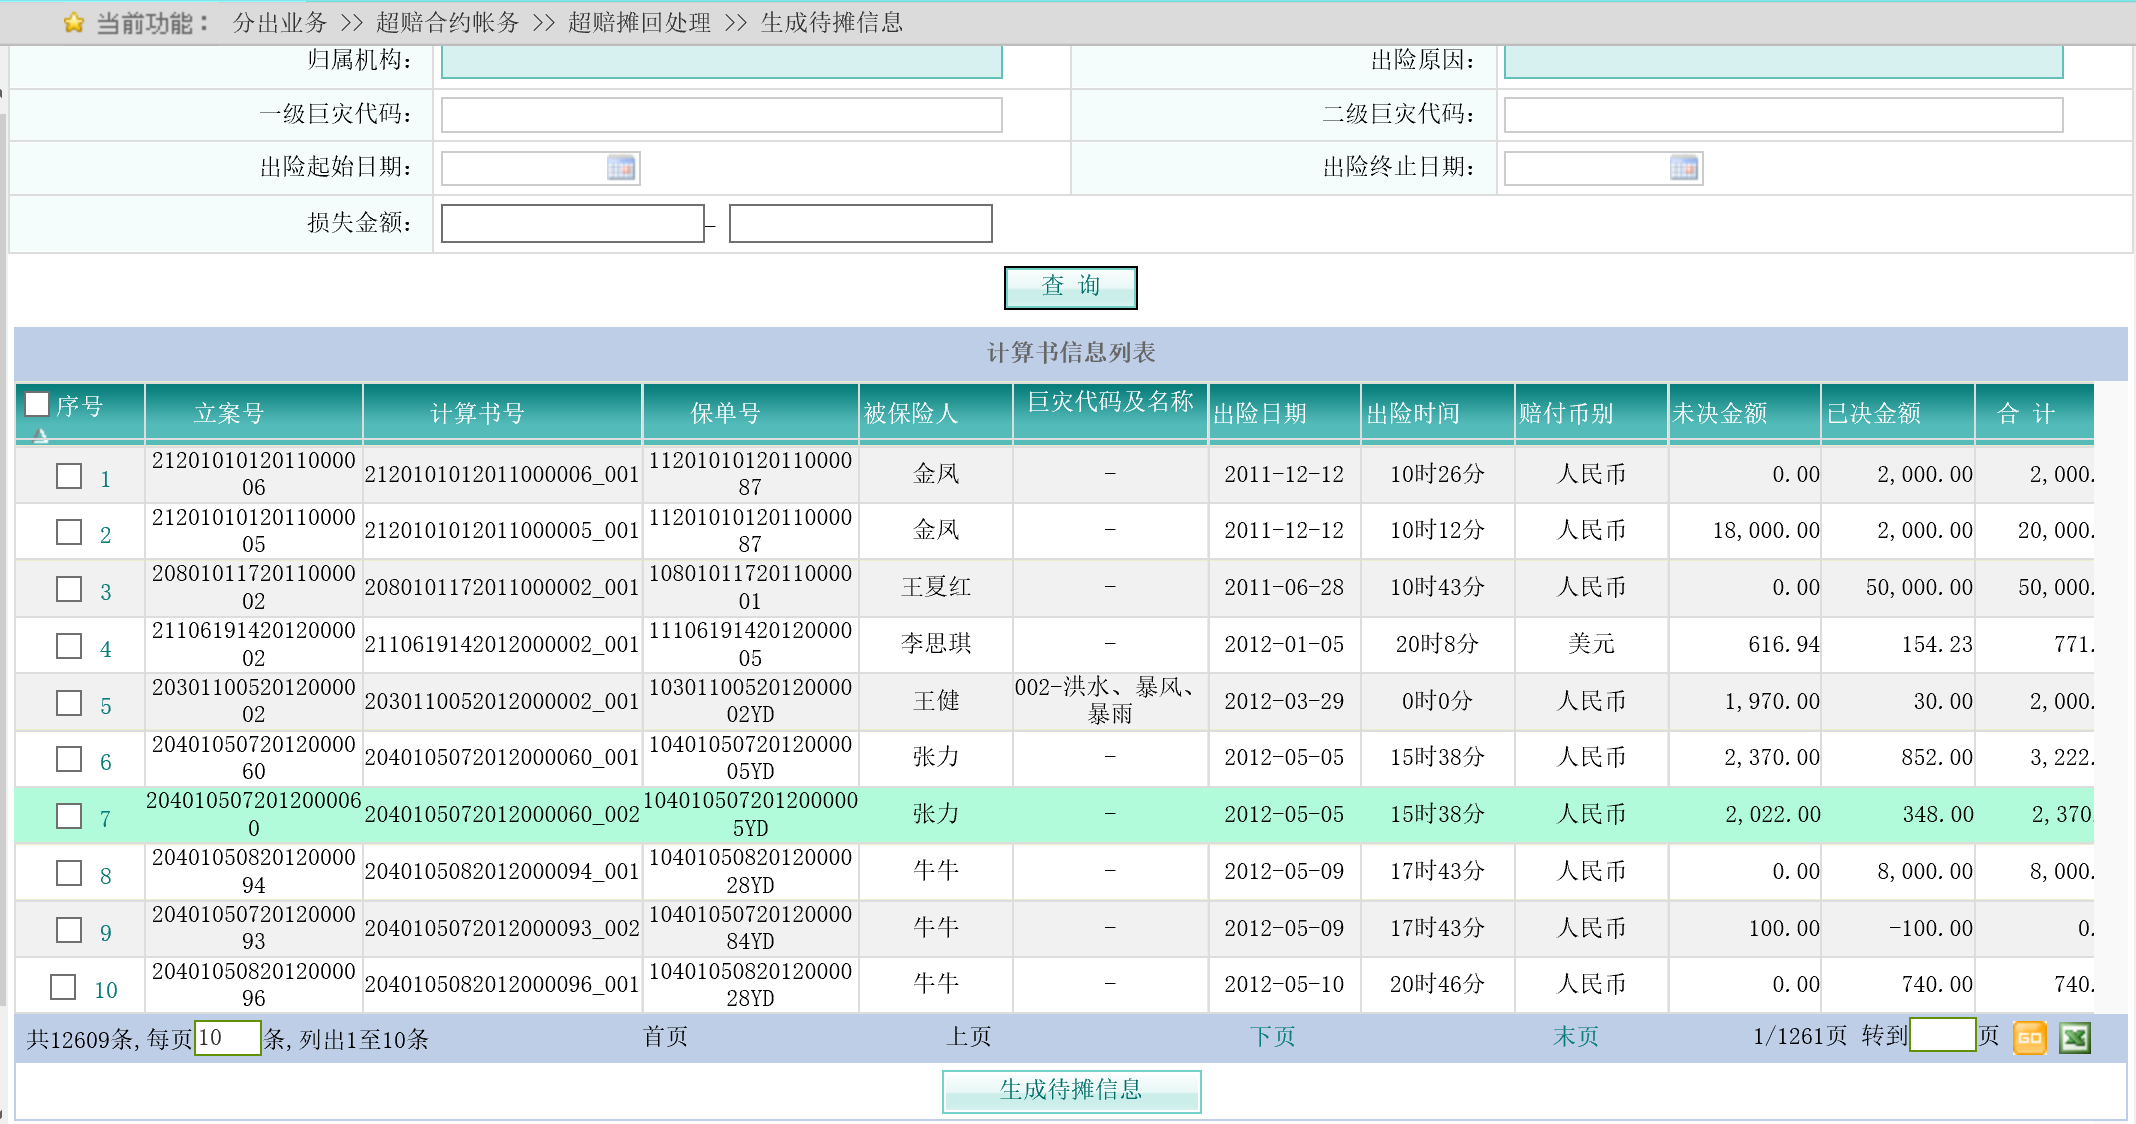 当前功能： 分出业务 >> 超赔合约帐务 >> 超赔摊回处理 >> 生成待摊信息
归属机构： 出险原因：
一级巨灾代码： 二级巨灾代码：
出险起始日期： 出险终止日期：
损失金额： –
查 询
计算书信息列表
序号 立案号 计算书号 保单号 被保险人 巨灾代码及名称 出险日期 出险时间 赔付币别 未决金额 已决金额 合 计
1 2120101012011000006 2120101012011000006_001 1120101012011000087 金凤 - 2011-12-12 10时26分 人民币 0.00 2,000.00 2,000.
2 2120101012011000005 2120101012011000005_001 1120101012011000087 金凤 - 2011-12-12 10时12分 人民币 18,000.00 2,000.00 20,000.
3 2080101172011000002 2080101172011000002_001 1080101172011000001 王夏红 - 2011-06-28 10时43分 人民币 0.00 50,000.00 50,000.
4 2110619142012000002 2110619142012000002_001 1110619142012000005 李思琪 - 2012-01-05 20时8分 美元 616.94 154.23 771.
5 2030110052012000002 2030110052012000002_001 1030110052012000002YD 王健 002-洪水、暴风、暴雨 2012-03-29 0时0分 人民币 1,970.00 30.00 2,000.
6 2040105072012000060 2040105072012000060_001 1040105072012000005YD 张力 - 2012-05-05 15时38分 人民币 2,370.00 852.00 3,222.
7 2040105072012000060 2040105072012000060_002 1040105072012000005YD 张力 - 2012-05-05 15时38分 人民币 2,022.00 348.00 2,370
8 2040105082012000094 2040105082012000094_001 1040105082012000028YD 牛牛 - 2012-05-09 17时43分 人民币 0.00 8,000.00 8,000.
9 2040105072012000093 2040105072012000093_002 1040105072012000084YD 牛牛 - 2012-05-09 17时43分 人民币 100.00 -100.00 0.
10 2040105082012000096 2040105082012000096_001 1040105082012000028YD 牛牛 - 2012-05-10 20时46分 人民币 0.00 740.00 740.
共12609条,每页10条,列出1至10条 首页 上页 下页 末页 1/1261页 转到 页 GO
生成待摊信息